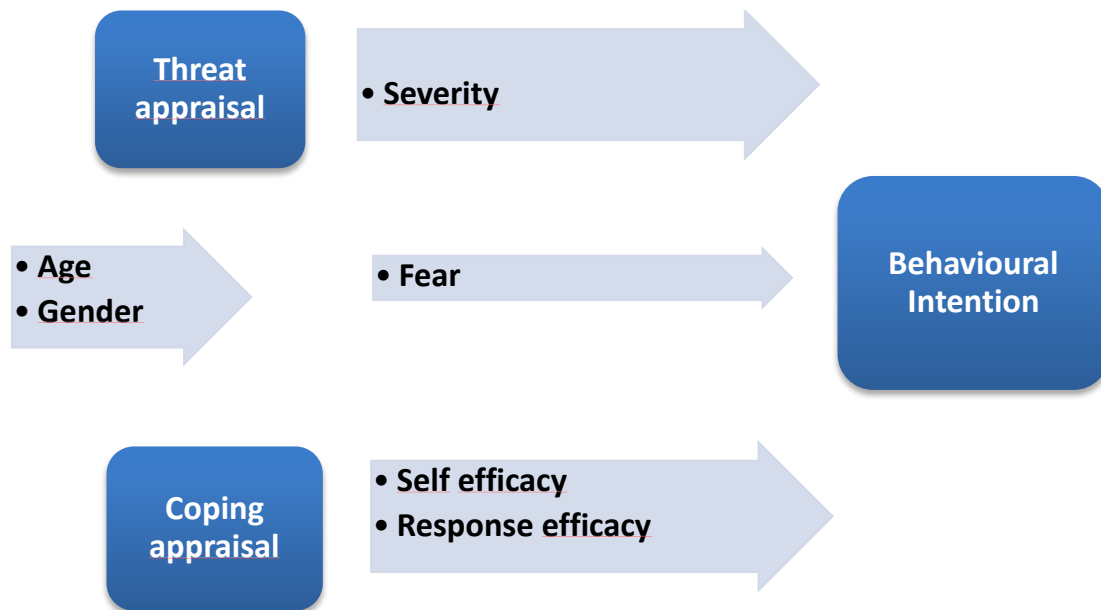 Threat
appraisal
• Severity
• Age
• Gender
• Fear
Behavioural
Intention
Coping
appraisal
• Self efficacy
• Response efficacy